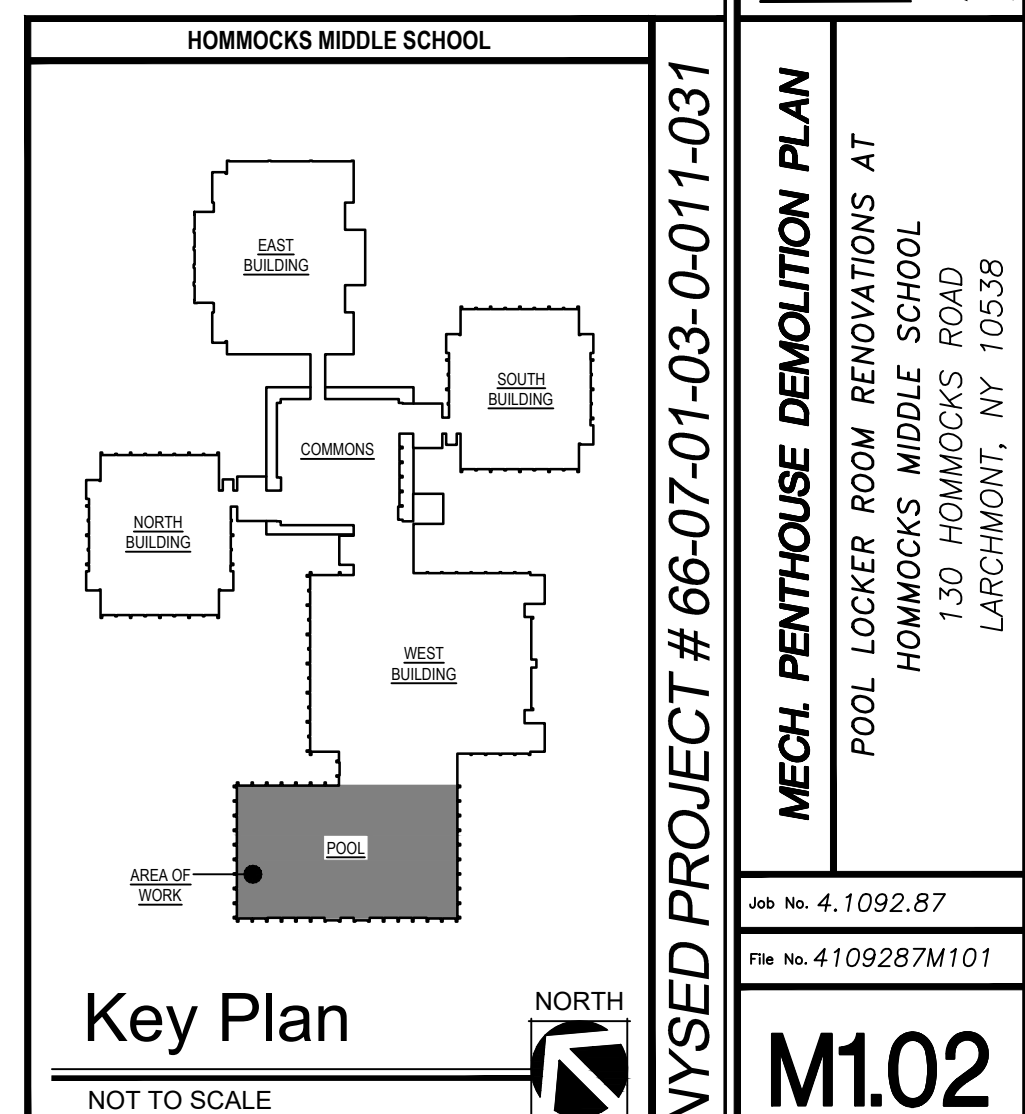 HOMMOCKS MIDDLE SCHOOL
EAST
BUILDING
SOUTH
BUILDING
COMMONS
NORTH
BUILDING
WEST
BUILDING
POOL
AREA OF
WORK
Key Plan
NORTH
NOT TO SCALE
NYSED PROJECT # 66-07-01-03-0-011-031
MECH. PENTHOUSE DEMOLITION PLAN
POOL LOCKER ROOM RENOVATIONS AT
HOMMOCKS MIDDLE SCHOOL
130 HOMMOCKS ROAD
LARCHMONT, NY 10538
Job No. 4.1092.87
File No. 4109287M101
M1.02